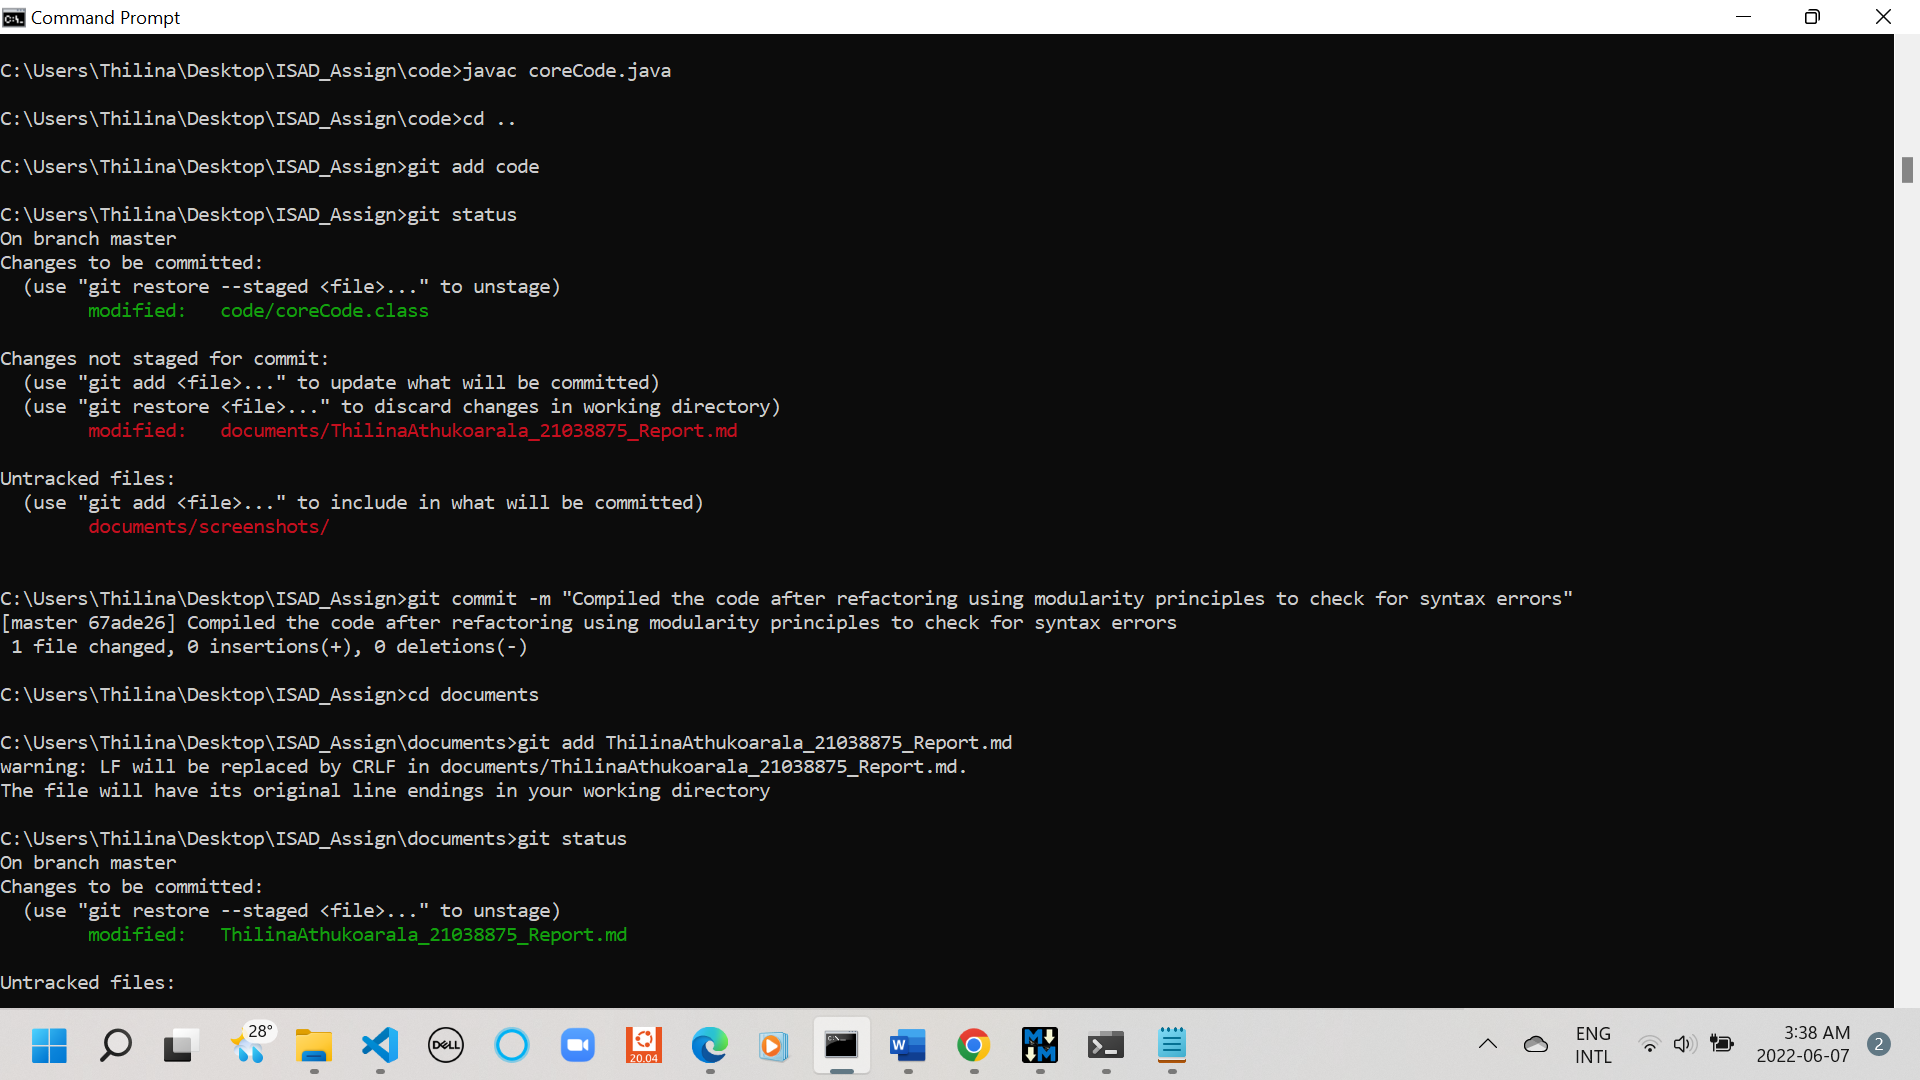 Command Prompt
C:\Users\Thilina\Desktop\ISAD_Assign\code>javac coreCode.java
C:\Users\Thilina\Desktop\ISAD_Assign\code>cd ..
C:\Users\Thilina\Desktop\ISAD_Assign>git add code
C:\Users\Thilina\Desktop\ISAD_Assign>git status
On branch master
Changes to be committed:
  (use "git restore --staged <file>..." to unstage)
        modified:   code/coreCode.class
Changes not staged for commit:
  (use "git add <file>..." to update what will be committed)
  (use "git restore <file>..." to discard changes in working directory)
        modified:   documents/ThilinaAthukoarala_21038875_Report.md
Untracked files:
  (use "git add <file>..." to include in what will be committed)
        documents/screenshots/
C:\Users\Thilina\Desktop\ISAD_Assign>git commit -m "Compiled the code after refactoring using modularity principles to check for syntax errors"
[master 67ade26] Compiled the code after refactoring using modularity principles to check for syntax errors
 1 file changed, 0 insertions(+), 0 deletions(-)
C:\Users\Thilina\Desktop\ISAD_Assign>cd documents
C:\Users\Thilina\Desktop\ISAD_Assign\documents>git add ThilinaAthukoarala_21038875_Report.md
warning: LF will be replaced by CRLF in documents/ThilinaAthukoarala_21038875_Report.md.
The file will have its original line endings in your working directory
C:\Users\Thilina\Desktop\ISAD_Assign\documents>git status
On branch master
Changes to be committed:
  (use "git restore --staged <file>..." to unstage)
        modified:   ThilinaAthukoarala_21038875_Report.md
Untracked files:
28°
DELL
20.04
W
M M
ENG
INTL
3:38 AM
2022-06-07
2